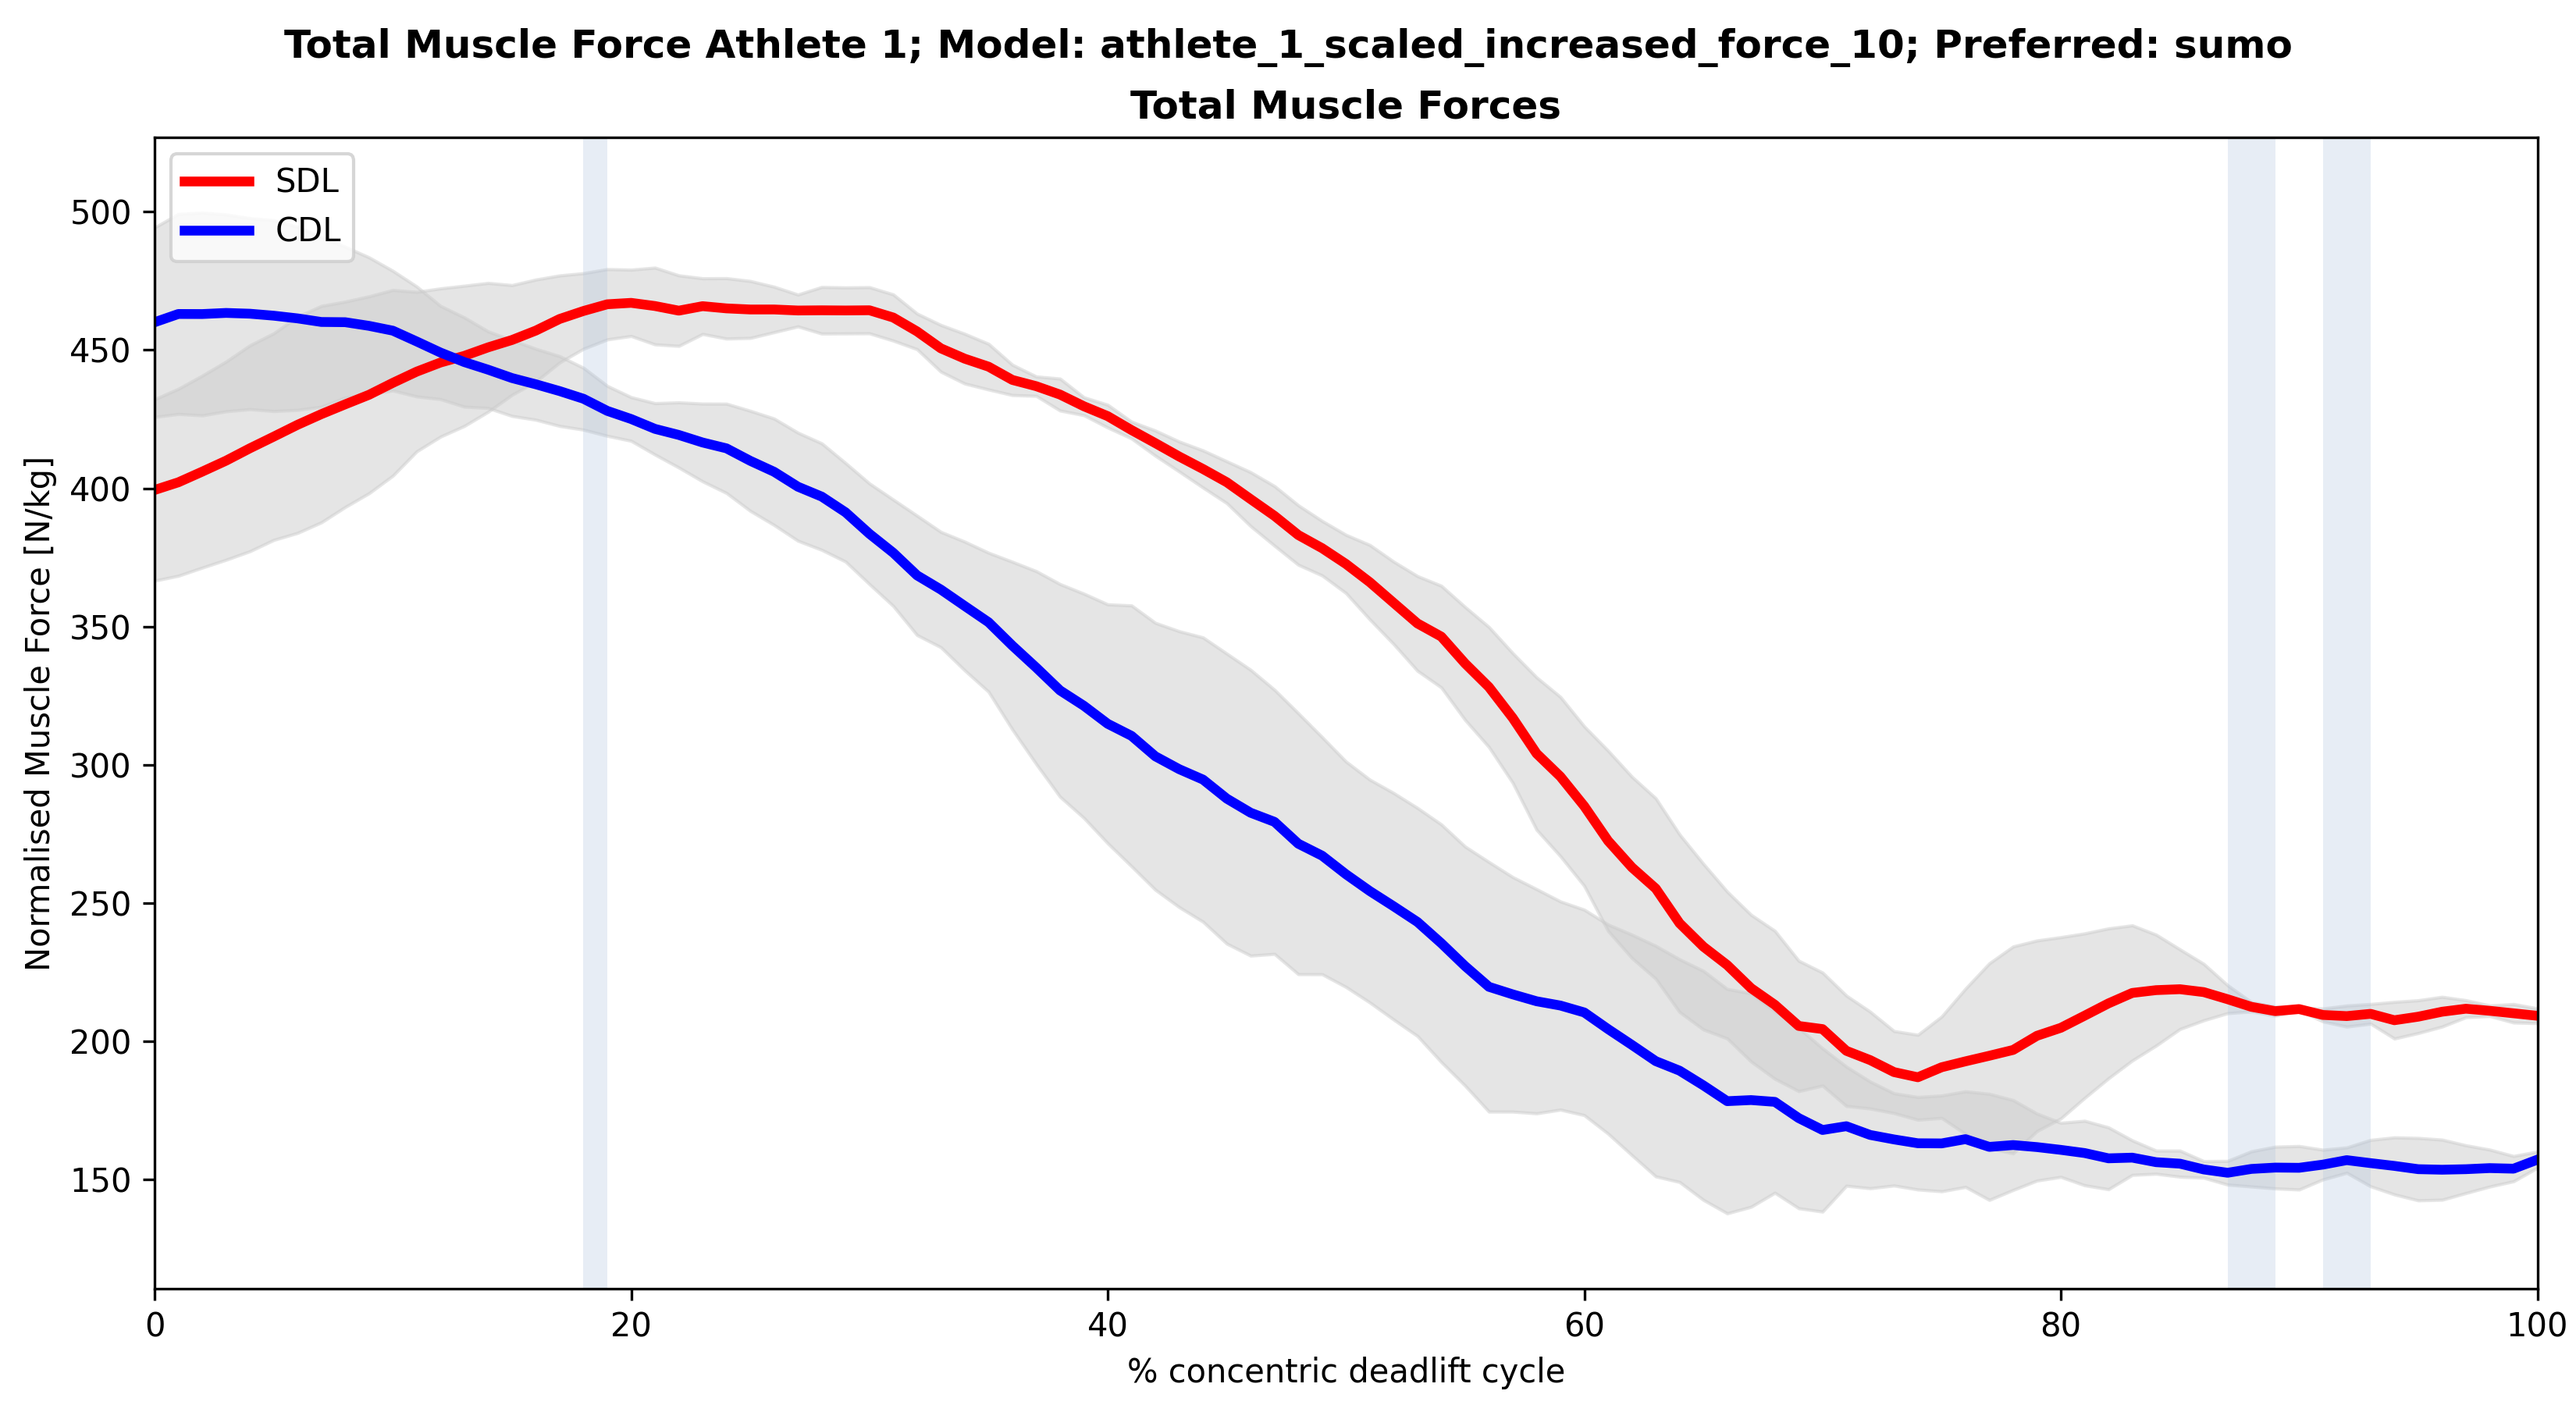 Total Muscle Force Athlete 1; Model: athlete_1_scaled_increased_force_10; Preferred: sumo
Total Muscle Forces
SDL
CDL
500
450
400
350
300
250
200
150
Normalised Muscle Force [N/kg]
0 20 40 60 80 100
% concentric deadlift cycle